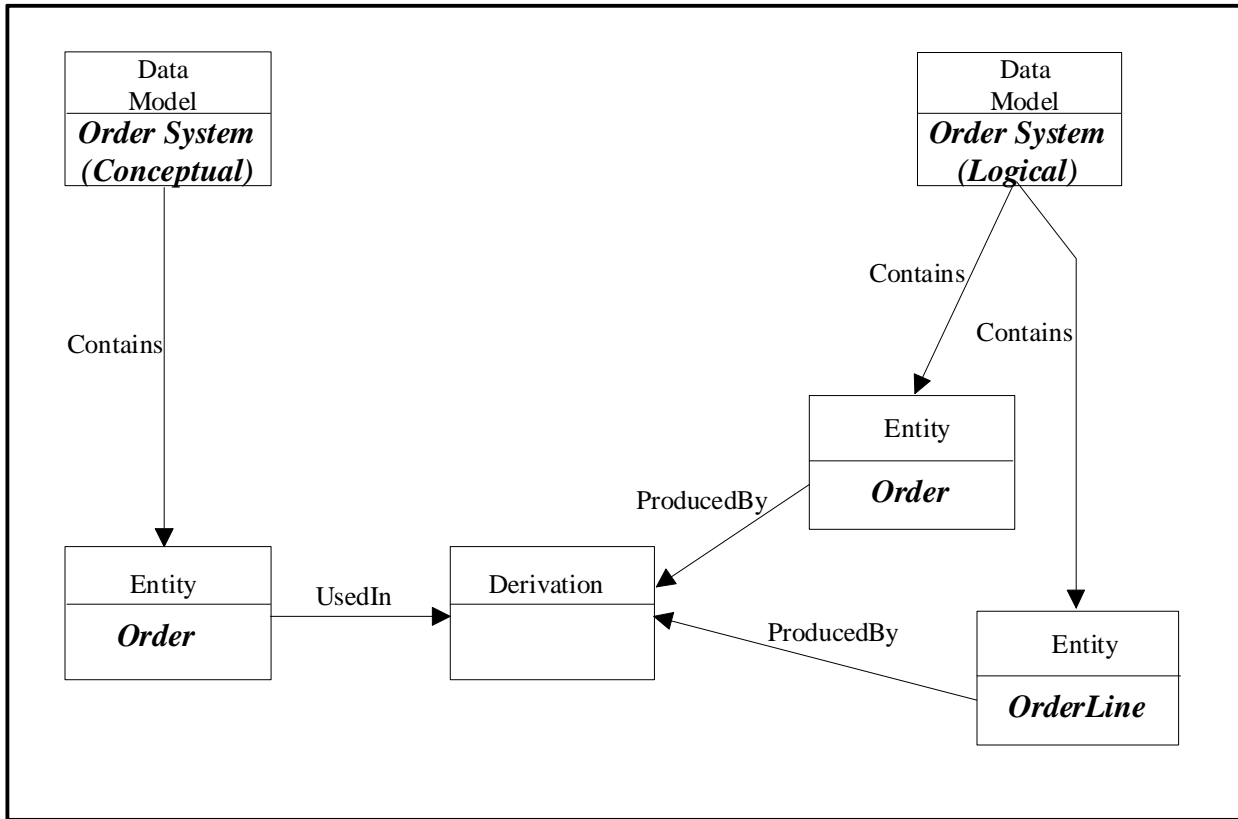 Data
Model
Order System
(Conceptual)
Data
Model
Order System
(Logical)
Contains
Contains
Contains
Entity
Order
ProducedBy
Entity
Order
UsedIn
Derivation
ProducedBy
Entity
OrderLine